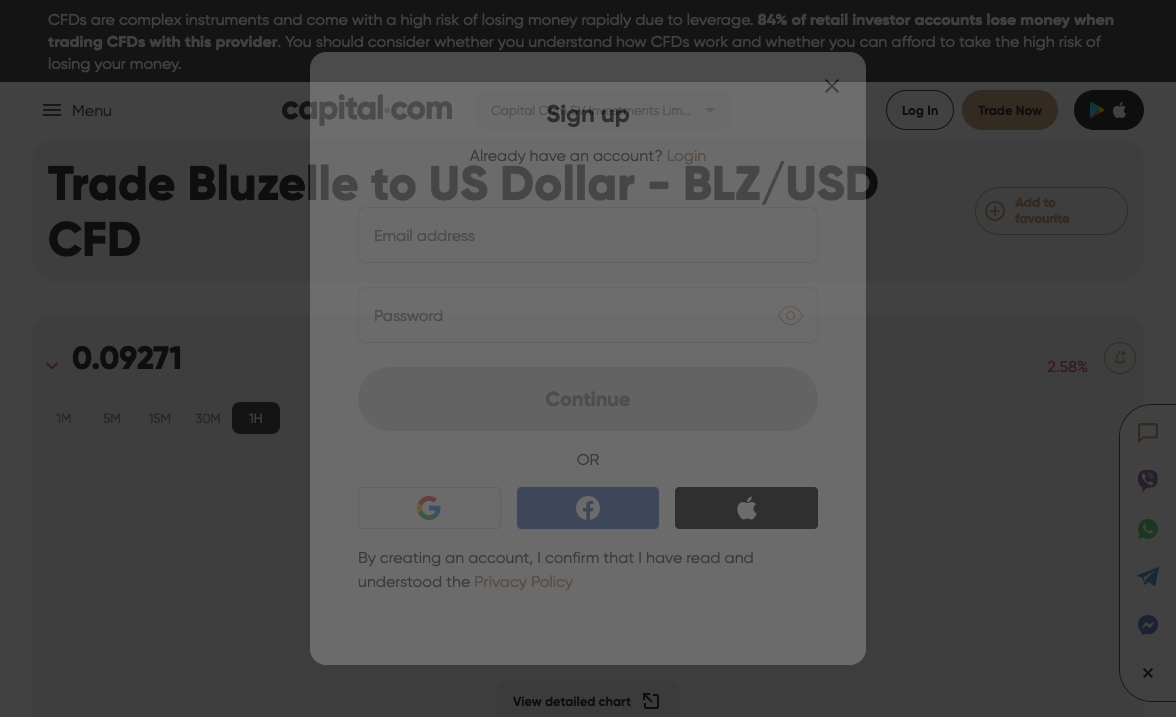 CFDs are complex instruments and come with a high risk of losing money rapidly due to leverage. 84% of retail investor accounts lose money when
trading CFDs with this provider. You should consider whether you understand how CFDs work and whether you can afford to take the high risk of
losing your money.
Menu
capital.com
Capital Com SV Investments Lim...
Log In
Trade Now
Sign up
Already have an account? Login
Trade Bluzelle to US Dollar - BLZ/USD
CFD
Add to
favourite
Email address
Password
0.09271
2.58%
Continue
1M 5M 15M 30M 1H
OR
By creating an account, I confirm that I have read and
understood the Privacy Policy
View detailed chart